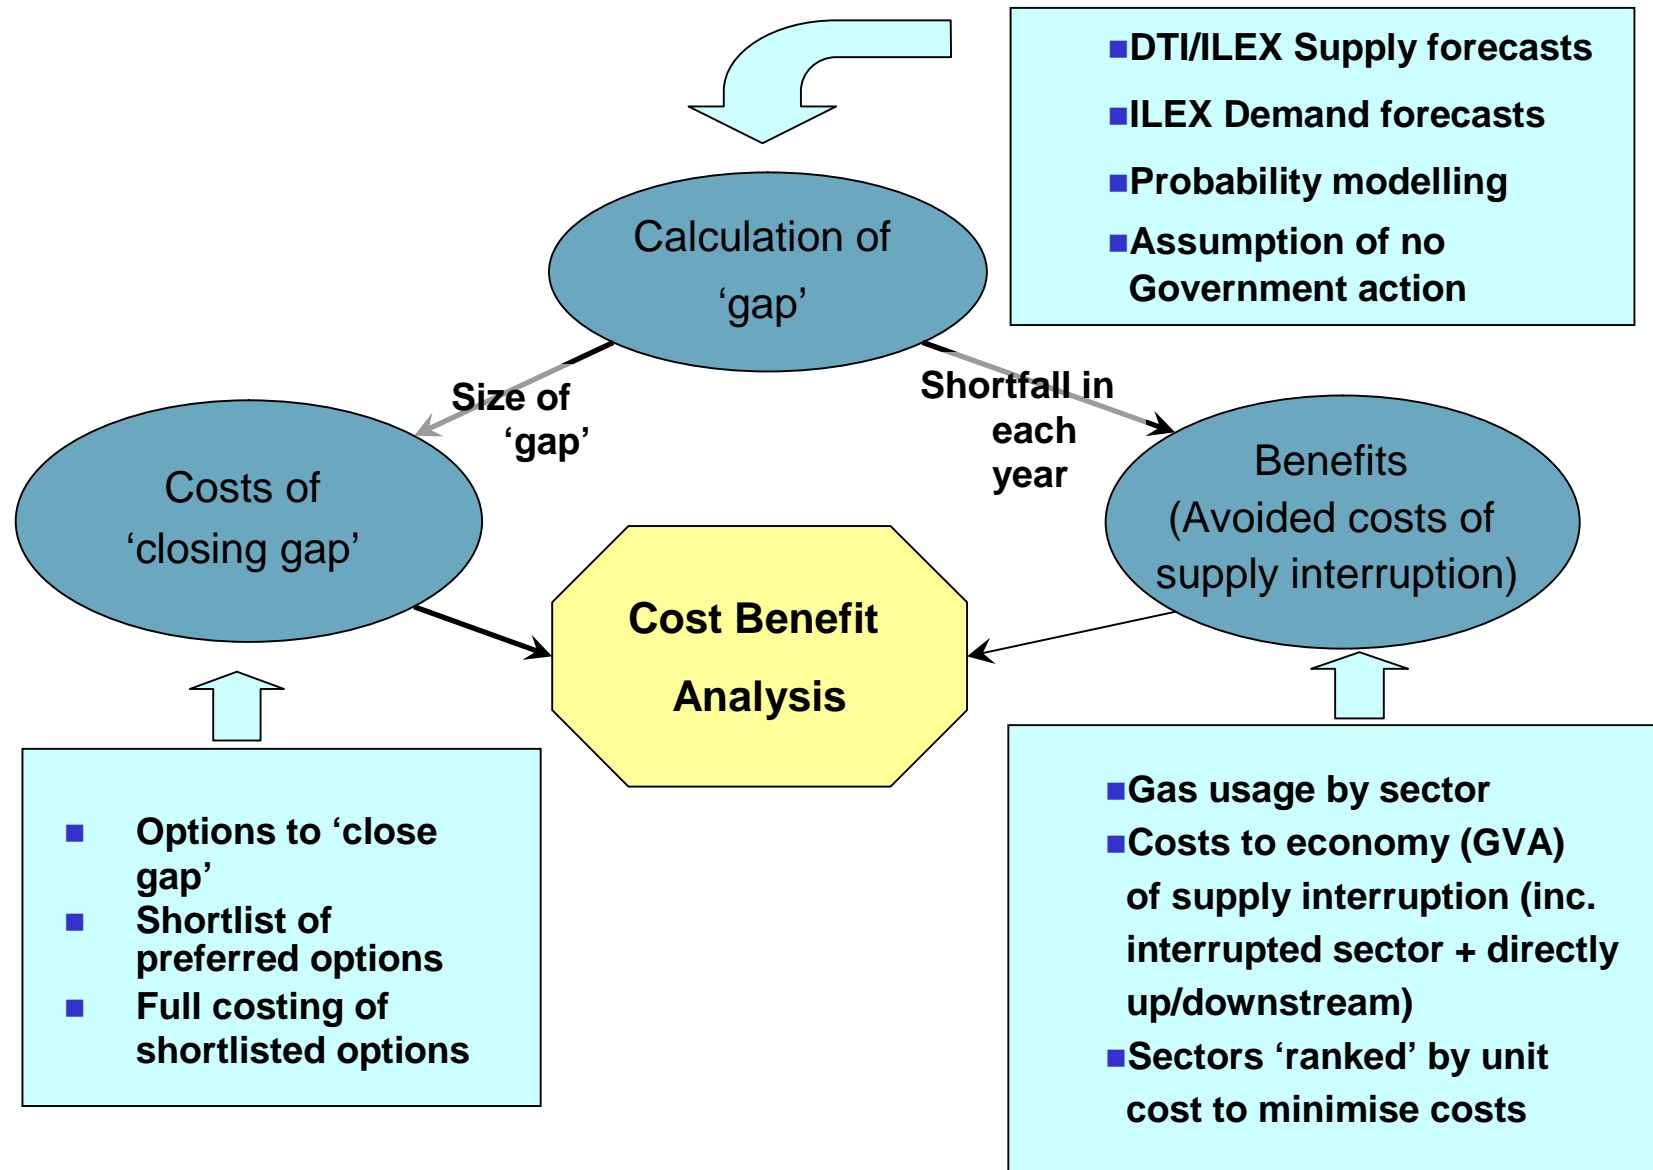 ■DTI/ILEX Supply forecasts
■ILEX Demand forecasts
■Probability modelling
■Assumption of no
Government action
Calculation of
‘gap’
Size of
‘gap’
Shortfall in
each
year
Costs of
‘closing gap’
Benefits
(Avoided costs of
supply interruption)
Cost Benefit
Analysis
■ Options to ‘close
gap’
■ Shortlist of
preferred options
■ Full costing of
shortlisted options
■Gas usage by sector
■Costs to economy (GVA)
of supply interruption (inc.
interrupted sector + directly
up/downstream)
■Sectors ‘ranked’ by unit
cost to minimise costs